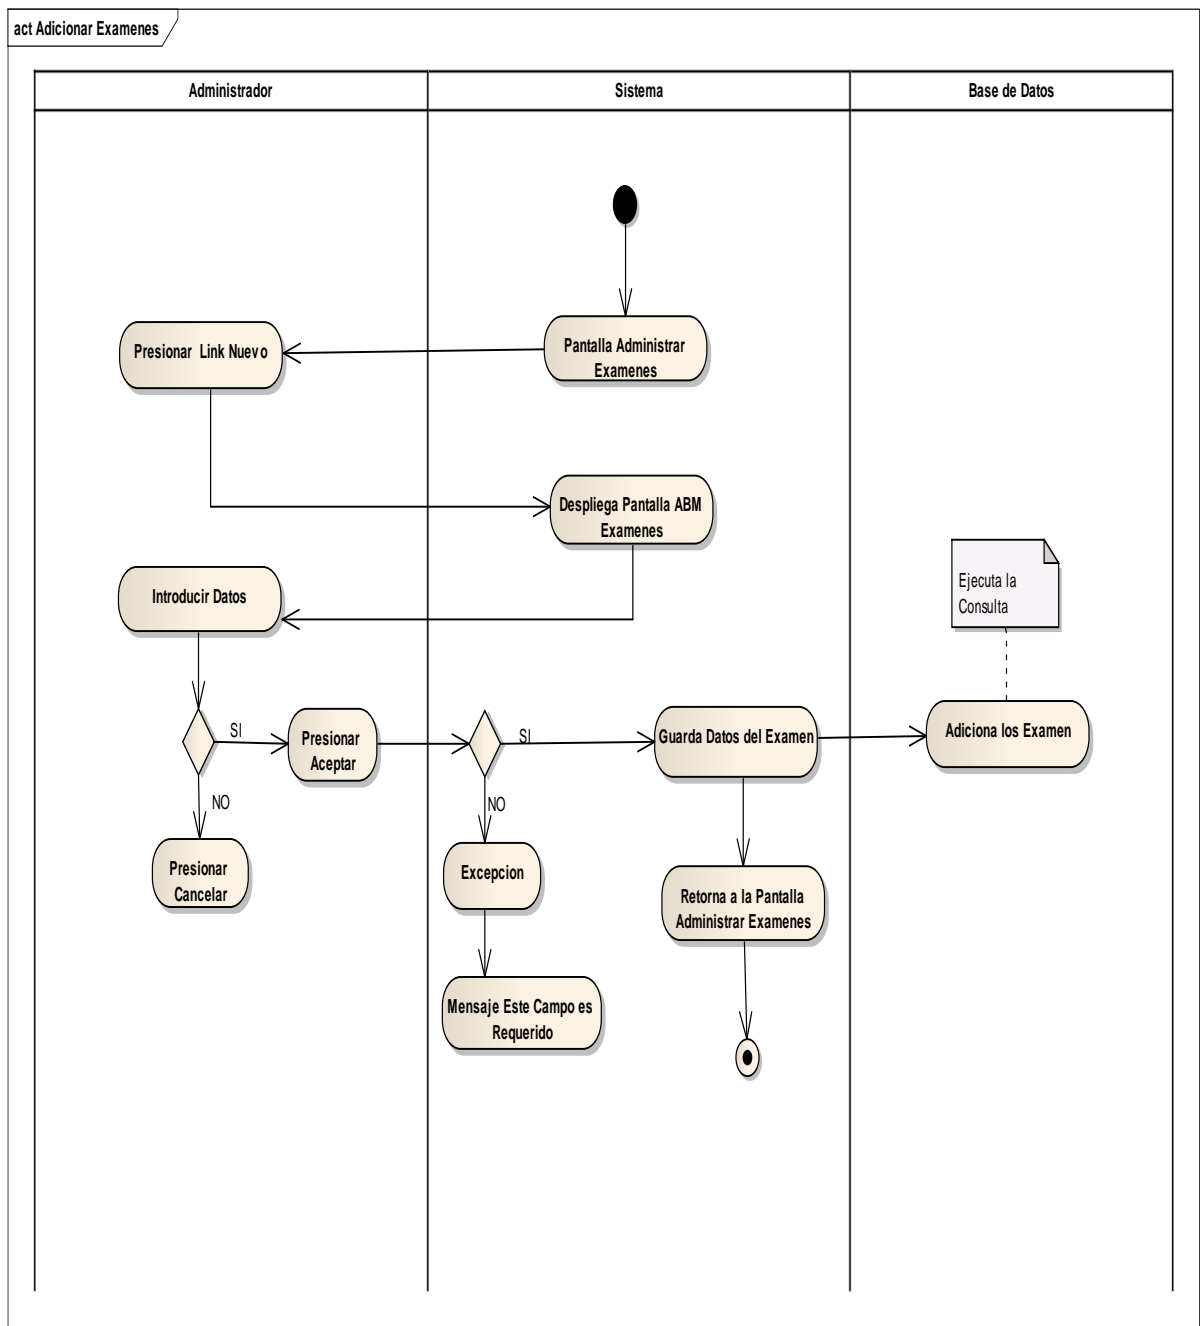 act Adicionar Examenes
Administrador
Sistema
Base de Datos
Presionar Link Nuevo
Pantalla Administrar
Examenes
Despliega Pantalla ABM
Examenes
Ejecuta la
Consulta
Introducir Datos
SI
Presionar
Aceptar
SI
Guarda Datos del Examen
Adiciona los Examen
NO
NO
Presionar
Cancelar
Excepcion
Retorna a la Pantalla
Administrar Examenes
Mensaje Este Campo es
Requerido